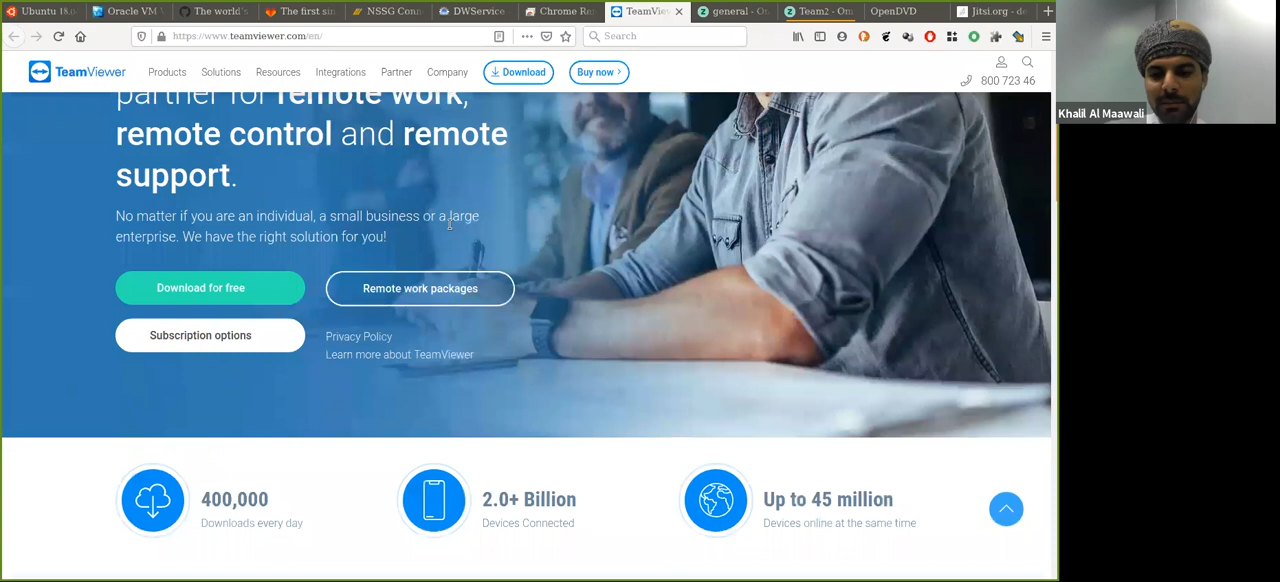 Ubuntu 18.0
Oracle VM
The world's
The first sin
NSSG Conn
DWService
Chrome Re
TeamView
general - O
Team2 - Om
OpenDVD
Jitsi.org - de
https://www.teamviewer.com/en/
Search
TeamViewer
Products
Solutions
Resources
Integrations
Partner
Company
Download
Buy now
800 723 46
partner for remote work,
remote control and remote
support.
No matter if you are an individual, a small business or a large
enterprise. We have the right solution for you!
Download for free
Remote work packages
Subscription options
Privacy Policy
Learn more about TeamViewer
400,000
Downloads every day
2.0+ Billion
Devices Connected
Up to 45 million
Devices online at the same time
Khalil Al Maawali